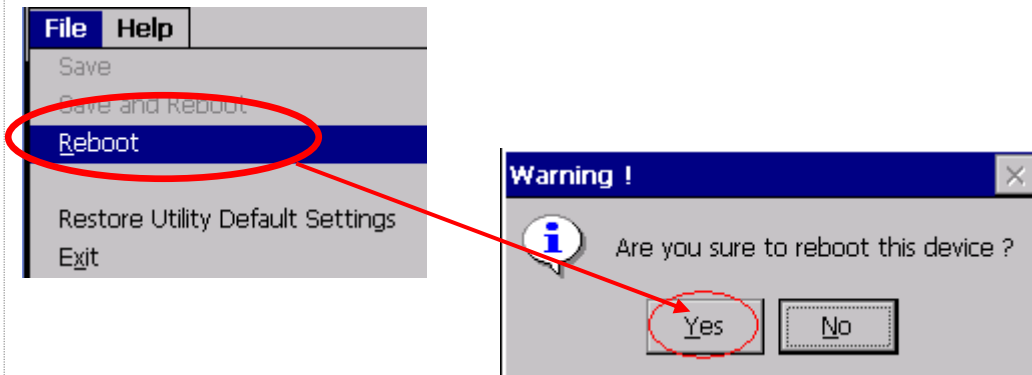 File Help
Save
Save and Reboot
Reboot
Restore Utility Default Settings
Exit
Warning !
Are you sure to reboot this device ?
Yes No